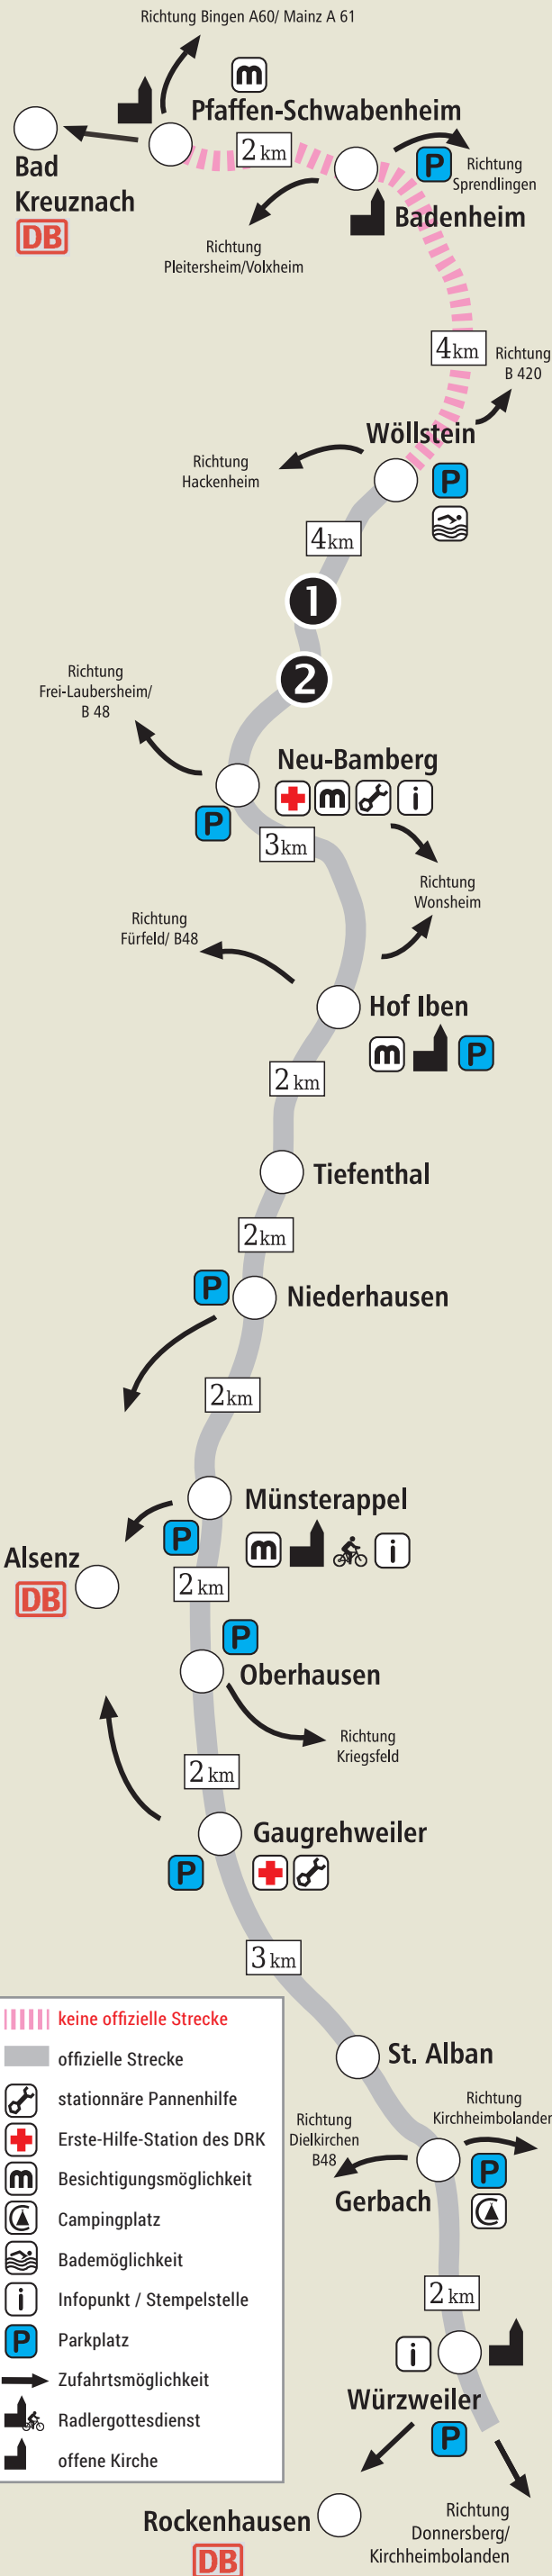 Richtung Bingen A60/ Mainz A 61
m
Pfaffen-Schwabenheim
2 km
Bad
Kreuznach
DB
P
Richtung
Sprendlingen
Badenheim
Richtung
Pleitersheim/Volxheim
4km
Richtung
B 420
Wöllstein
Richtung
Hackenheim
P
4km
1
2
Richtung
Frei-Laubersheim/
B 48
Neu-Bamberg
m
i
P
3km
Richtung
Wonsheim
Richtung
Fürfeld/ B48
Hof Iben
m
P
2 km
Tiefenthal
2km
P
Niederhausen
2km
Münsterappel
P
m
i
Alsenz
DB
2 km
P
Oberhausen
Richtung
Kriegsfeld
2 km
Gaugrehweiler
P
3 km
St. Alban
Richtung
Dielkirchen
B48
Richtung
Kirchheimbolander
P
Gerbach
2 km
i
Würzweiler
P
Rockenhausen
DB
Richtung
Donnersberg/
Kirchheimbolanden
keine offizielle Strecke
offizielle Strecke
stationnäre Pannenhilfe
Erste-Hilfe-Station des DRK
m Besichtigungsmöglichkeit
Campingplatz
Bademöglichkeit
i Infopunkt / Stempelstelle
P Parkplatz
Zufahrtsmöglichkeit
Radlergottesdienst
offene Kirche